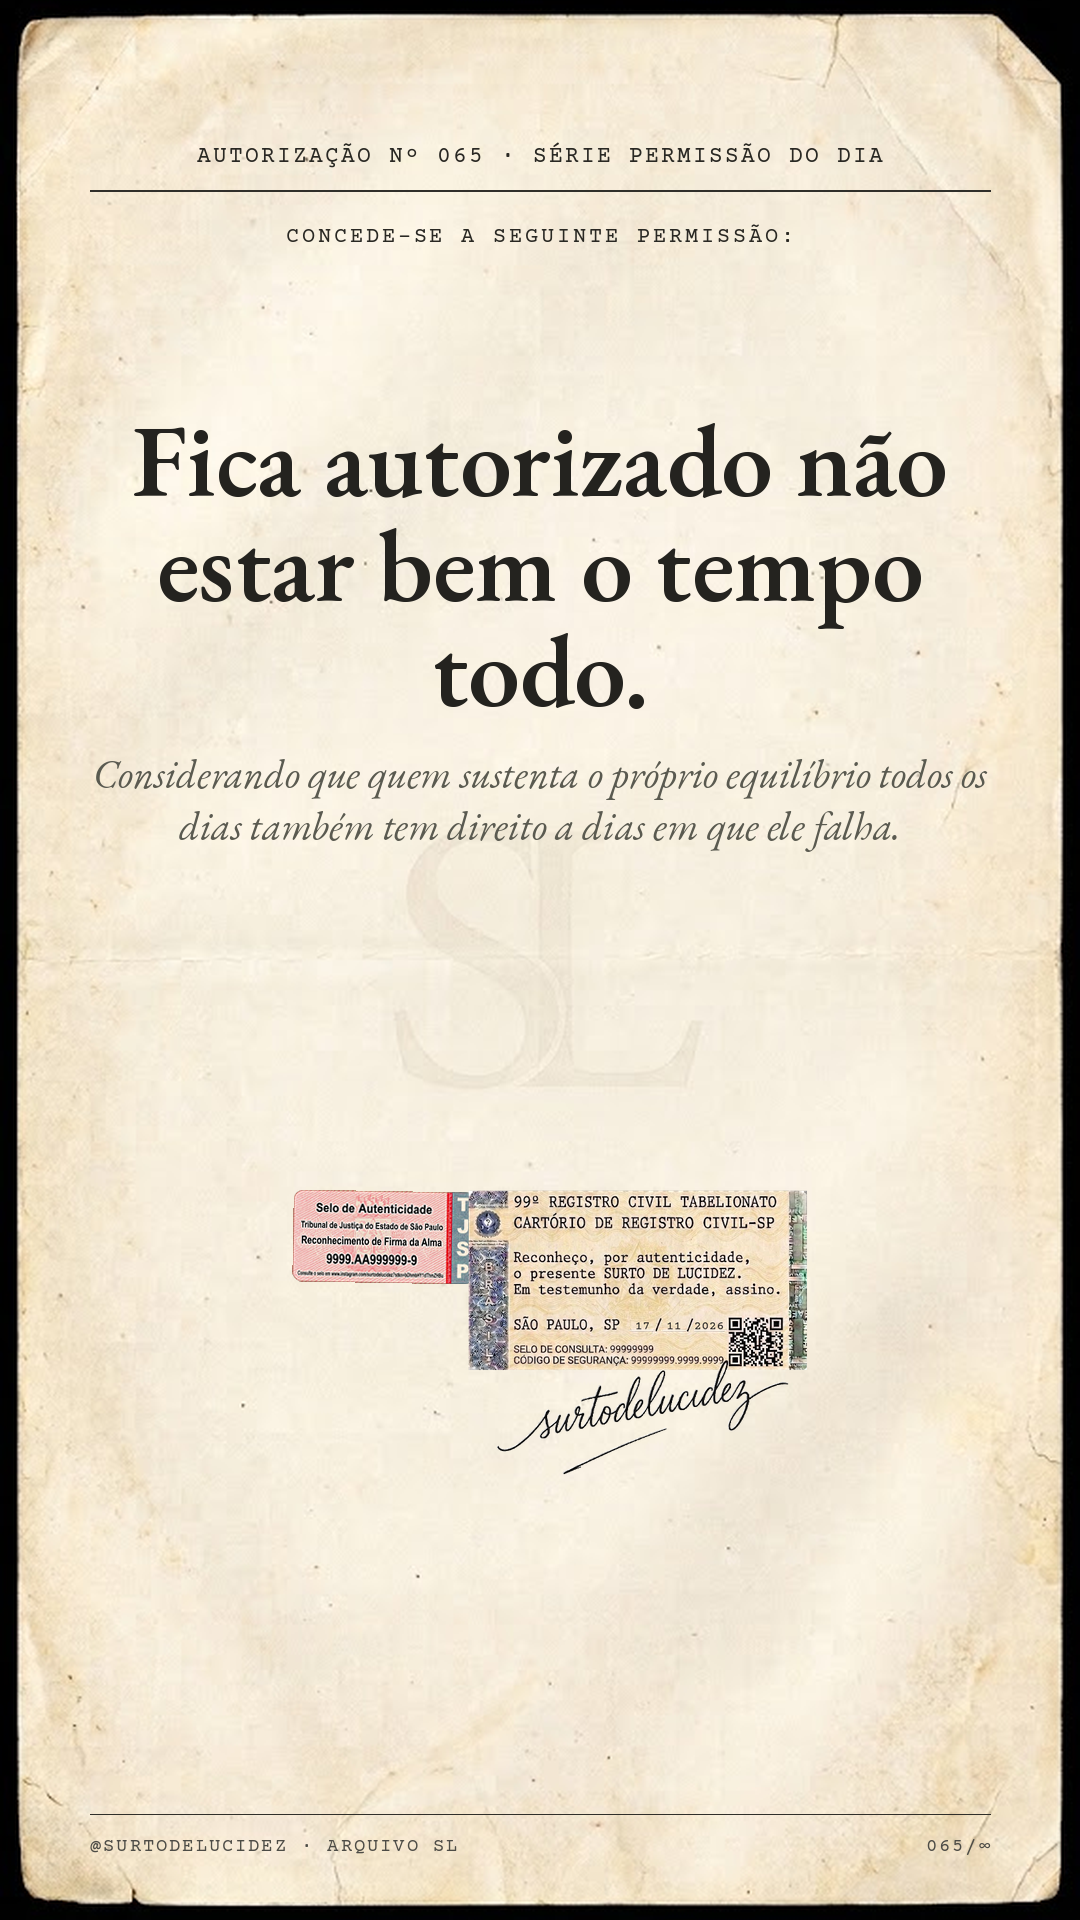 AUTORIZAÇÃO Nº 065 · SÉRIE PERMISSÃO DO DIA
CONCEDE-SE A SEGUINTE PERMISSÃO:
Fica autorizado não
estar bem o tempo
todo.
Considerando que quem sustenta o próprio equilíbrio todos os
dias também tem direito a dias em que ele falha.
SL
Selo de Autenticidade
Tribunal de Justiça do Estado de São Paulo
Reconhecimento de Firma da Alma
9999.AA999999-9
TJSP
BRASIL
99º REGISTRO CIVIL TABELIONATO
CARTÓRIO DE REGISTRO CIVIL-SP
Reconheço, por autenticidade,
o presente SURTO DE LUCIDEZ.
Em testemunho da verdade, assino.
SÃO PAULO, SP 17 / 11 /2026
SELO DE CONSULTA: 99999999
CÓDIGO DE SEGURANÇA: 99999999.9999.9999
surtodelucidez
@SURTODELUCIDEZ · ARQUIVO SL
065/∞